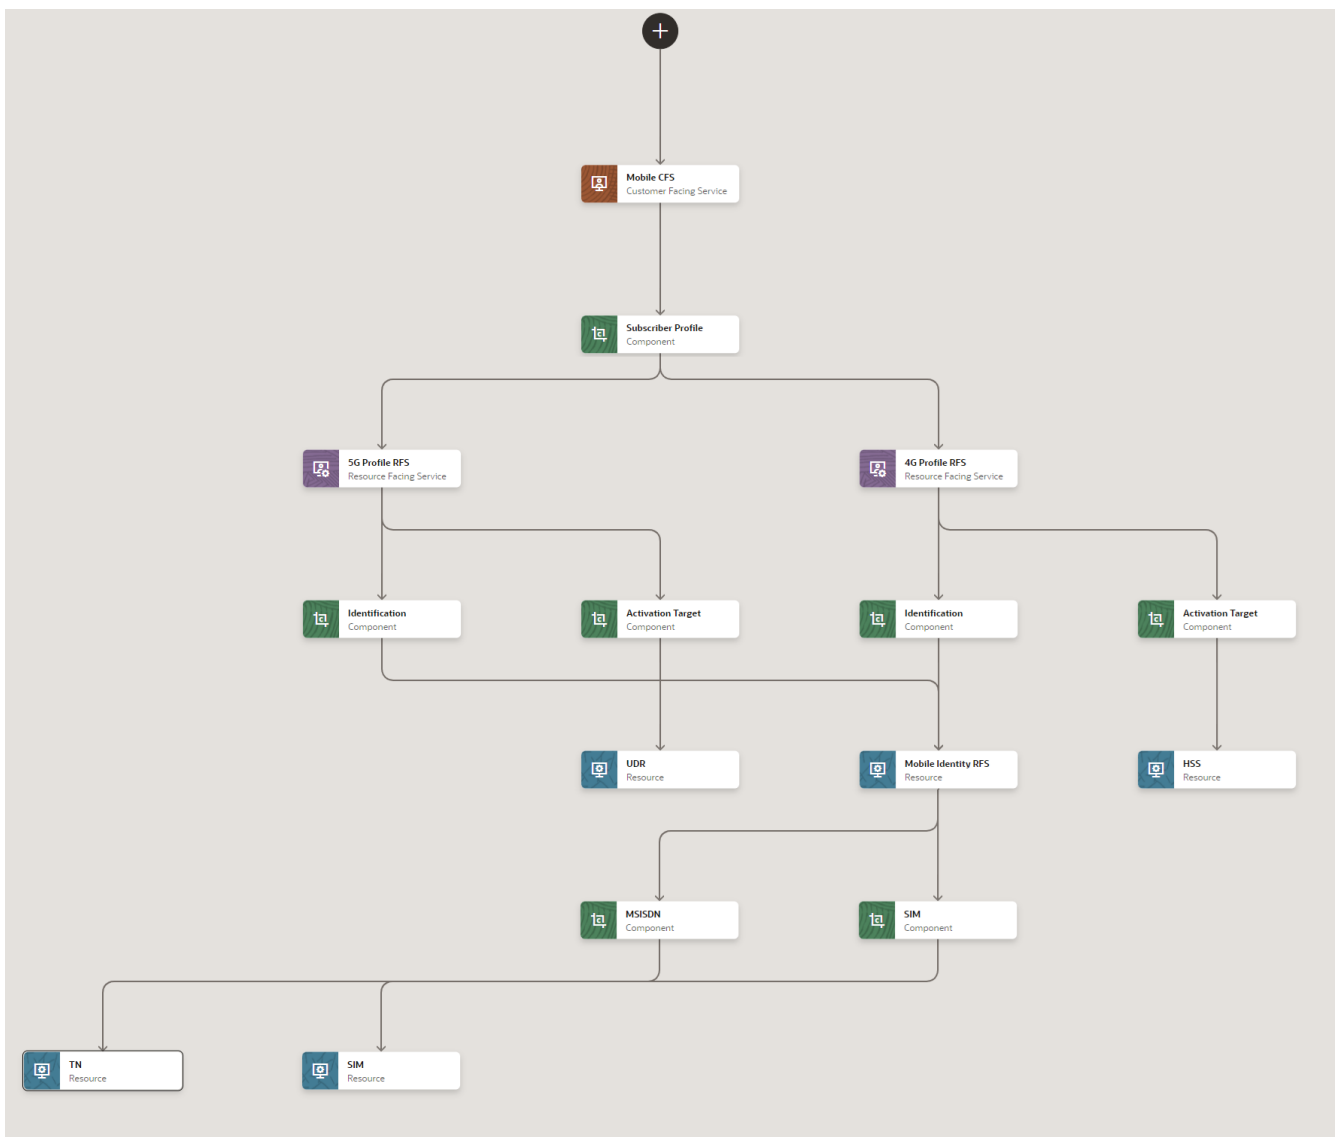 Mobile CFS
Customer Facing Service
Subscriber Profile
Component
5G Profile RFS
Resource Facing Service
4G Profile RFS
Resource Facing Service
Identification
Component
Activation Target
Component
Identification
Component
Activation Target
Component
UDR
Resource
Mobile Identity RFS
Resource
HSS
Resource
MSISDN
Component
SIM
Component
TN
Resource
SIM
Resource